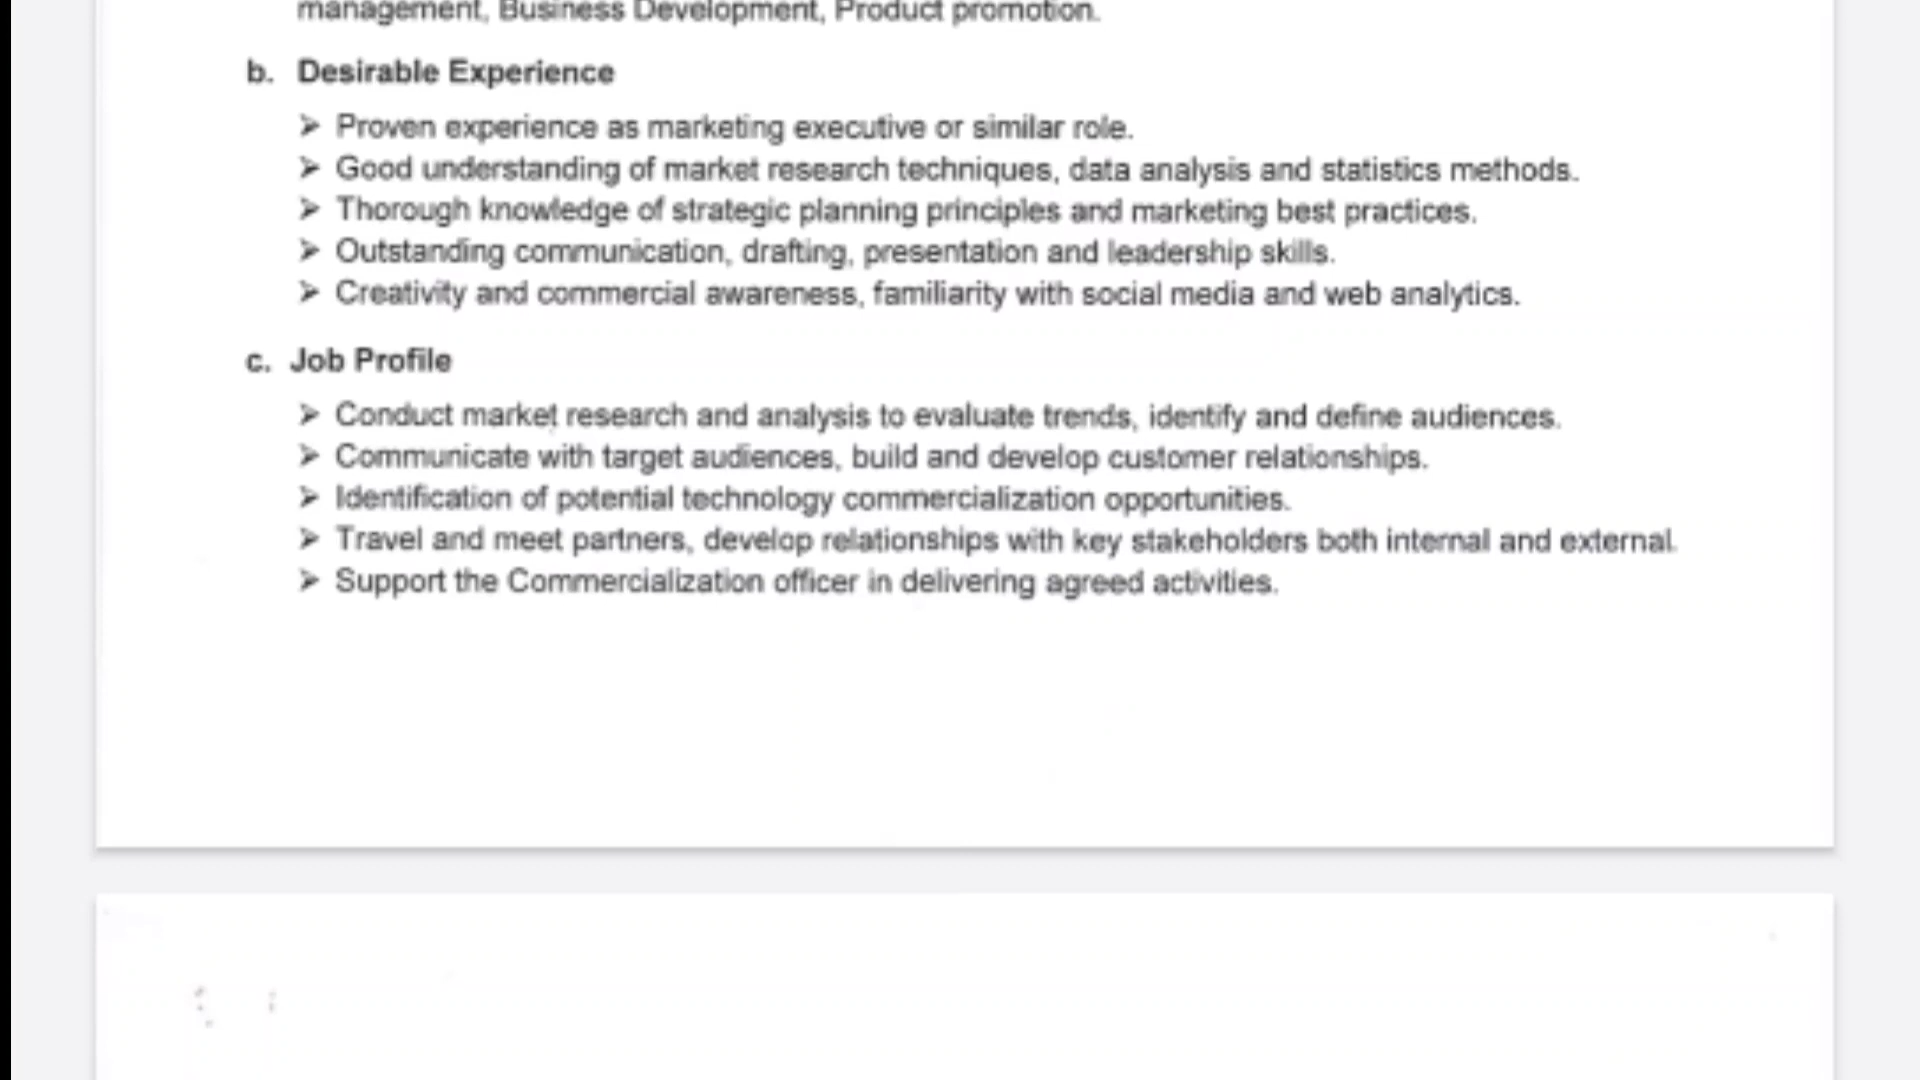 management, Business Development, Product promotion.
b. Desirable Experience
➢ Proven experience as marketing executive or similar role.
➢ Good understanding of market research techniques, data analysis and statistics methods.
➢ Thorough knowledge of strategic planning principles and marketing best practices.
➢ Outstanding communication, drafting, presentation and leadership skills.
➢ Creativity and commercial awareness, familiarity with social media and web analytics.
c. Job Profile
➢ Conduct market research and analysis to evaluate trends, identify and define audiences.
➢ Communicate with target audiences, build and develop customer relationships.
➢ Identification of potential technology commercialization opportunities.
➢ Travel and meet partners, develop relationships with key stakeholders both internal and external.
➢ Support the Commercialization officer in delivering agreed activities.